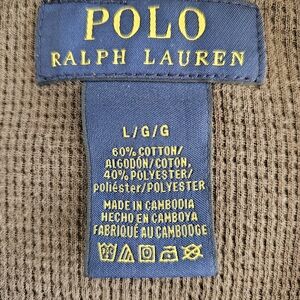 POLO
RALPH LAUREN
L/G/G
60% COTTON/
ALGODÓN/COTON,
40% POLYESTER/
poliéster/POLYESTER
MADE IN CAMBODIA
HECHO EN CAMBOYA
FABRIQUÉ AU CAMBODGE